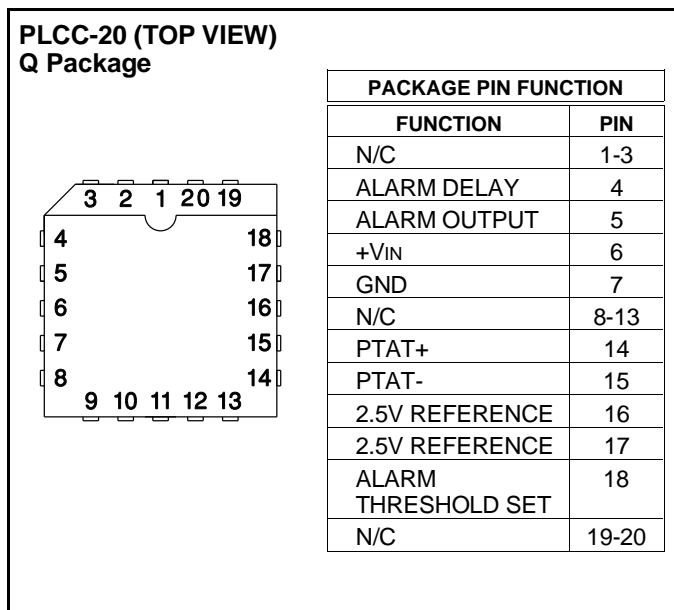 PLCC-20 (TOP VIEW)
Q Package
3 2 1 20 19
4 18
5 17
6 16
7 15
8 14
9 10 11 12 13
PACKAGE PIN FUNCTION
FUNCTION PIN
N/C 1-3
ALARM DELAY 4
ALARM OUTPUT 5
+VIN 6
GND 7
N/C 8-13
PTAT+ 14
PTAT- 15
2.5V REFERENCE 16
2.5V REFERENCE 17
ALARM 18
THRESHOLD SET
N/C 19-20